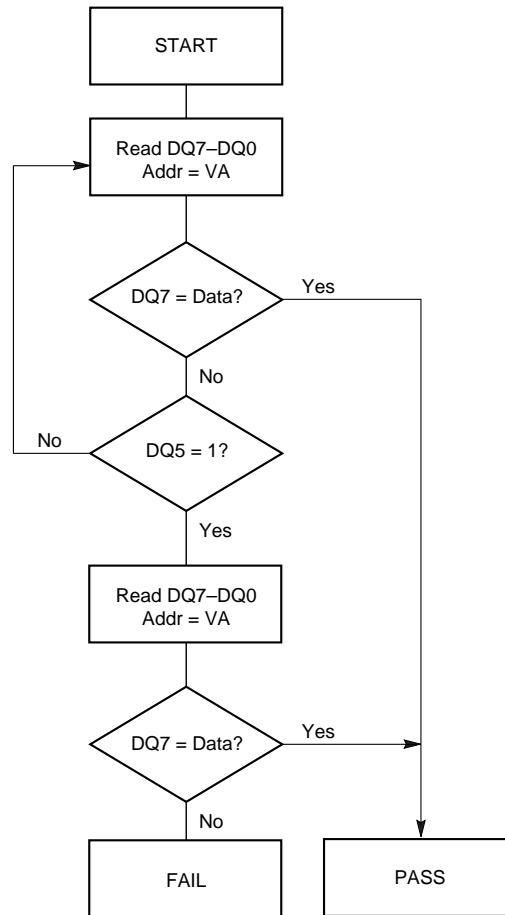 START
Read DQ7–DQ0
Addr = VA
DQ7 = Data?
Yes
No
No
DQ5 = 1?
Yes
Read DQ7–DQ0
Addr = VA
DQ7 = Data?
Yes
No
FAIL
PASS